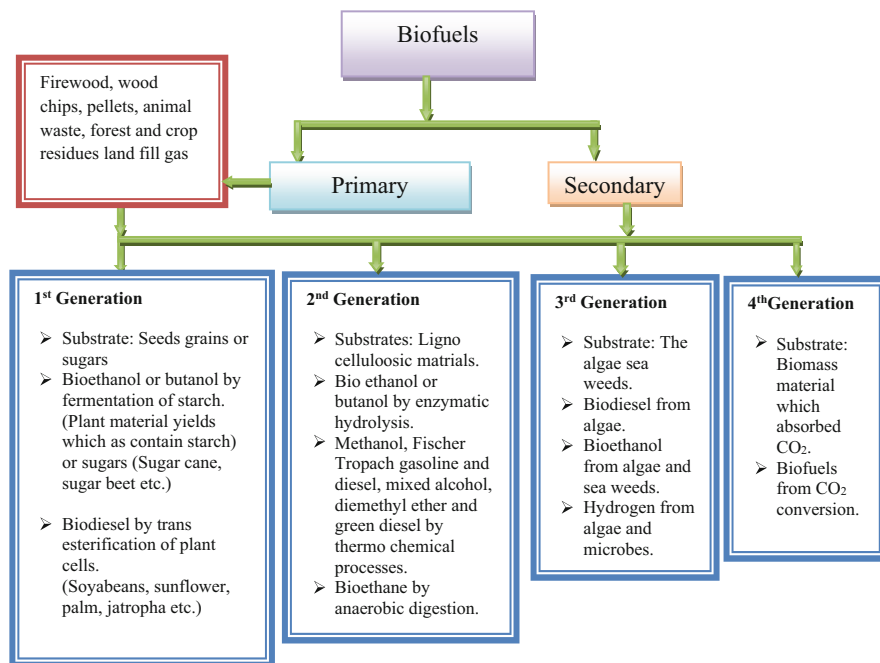 Biofuels
Firewood, wood
chips, pellets, animal
waste, forest and crop
residues land fill gas
Primary
Secondary
1st Generation
➢ Substrate: Seeds grains or
sugars
➢ Bioethanol or butanol by
fermentation of starch.
(Plant material yields
which as contain starch)
or sugars (Sugar cane,
sugar beet etc.)
➢ Biodiesel by trans
esterification of plant
cells.
(Soyabeans, sunflower,
palm, jatropha etc.)
2nd Generation
➢ Substrates: Ligno
celluloosic matrials.
➢ Bio ethanol or
butanol by enzymatic
hydrolysis.
➢ Methanol, Fischer
Tropach gasoline and
diesel, mixed alcohol,
diemethyl ether and
green diesel by
thermo chemical
processes.
➢ Bioethane by
anaerobic digestion.
3rd Generation
➢ Substrate: The
algae sea
weeds.
➢ Biodiesel from
algae.
➢ Bioethanol
from algae and
sea weeds.
➢ Hydrogen from
algae and
microbes.
4thGeneration
➢ Substrate:
Biomass
material
which
absorbed
CO2.
➢ Biofuels
from CO2
conversion.